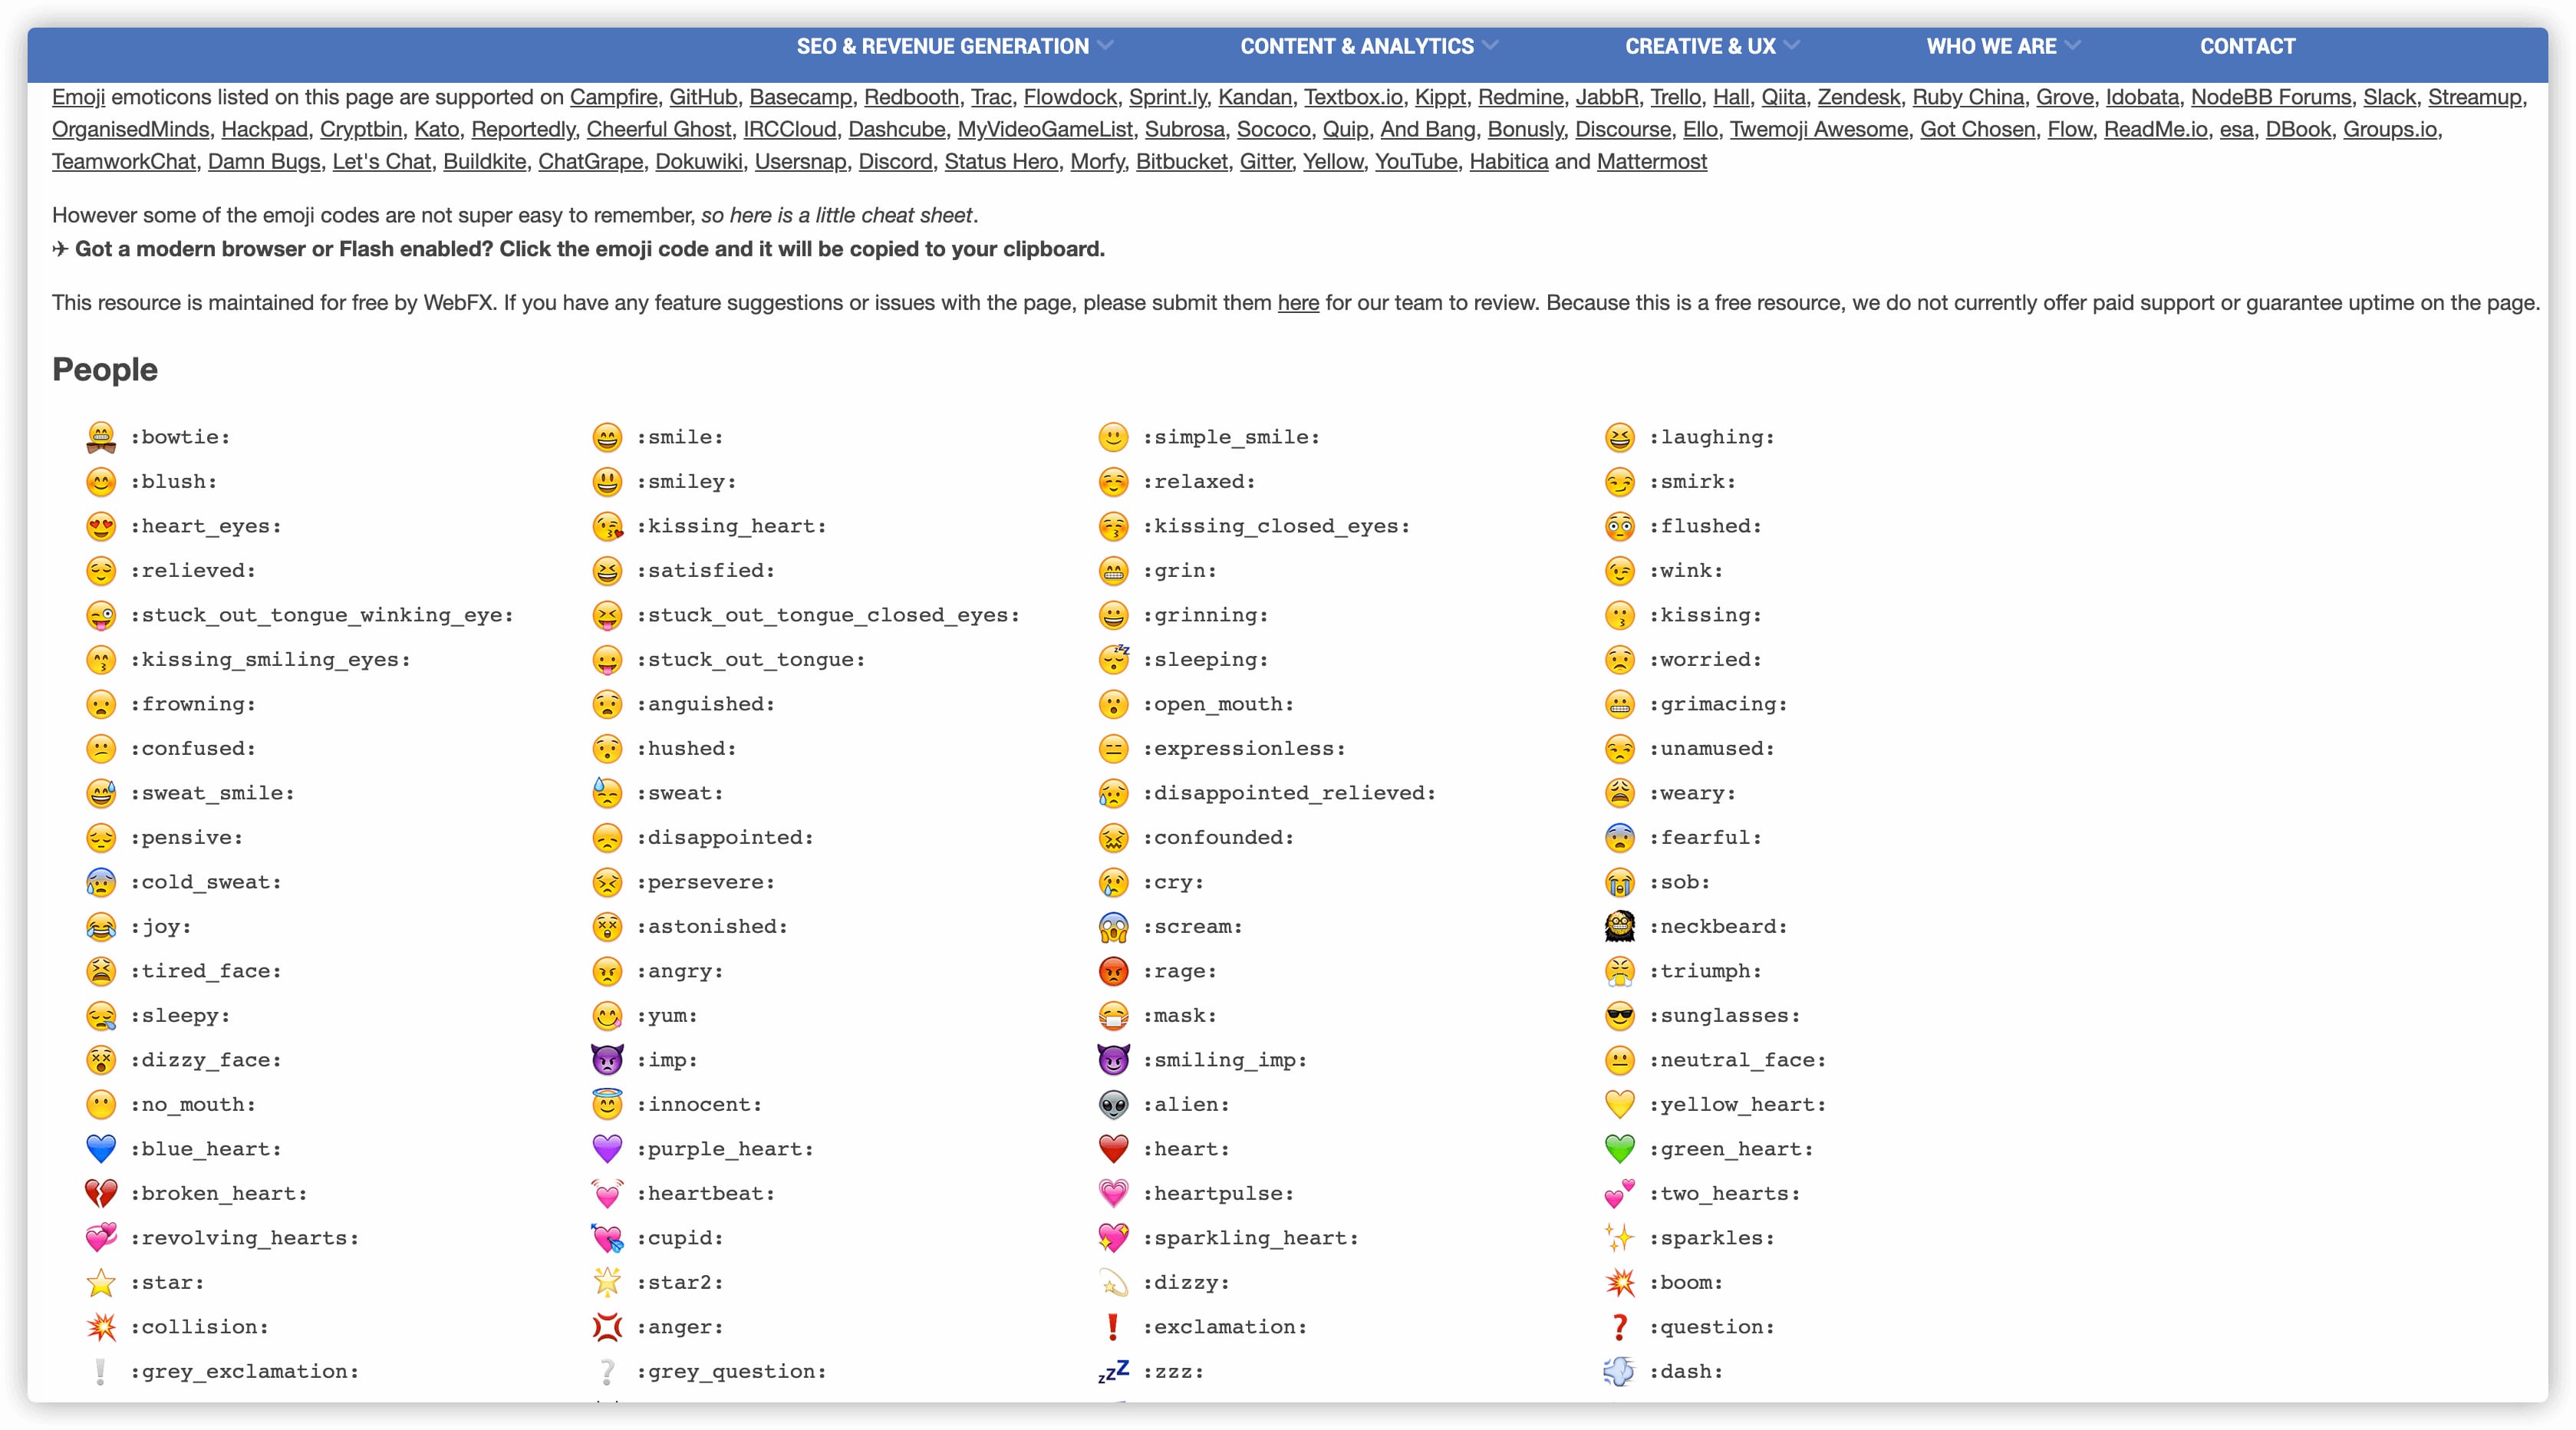 SEO & REVENUE GENERATION CONTENT & ANALYTICS CREATIVE & UX WHO WE ARE CONTACT
Emoji emoticons listed on this page are supported on Campfire, GitHub, Basecamp, Redbooth, Trac, Flowdock, Sprint.ly, Kandan, Textbox.io, Kippt, Redmine, JabbR, Trello, Hall, Qiita, Zendesk, Ruby China, Grove, Idobata, NodeBB Forums, Slack, Streamup,
OrganisedMinds, Hackpad, Cryptbin, Kato, Reportedly, Cheerful Ghost, IRCCloud, Dashcube, MyVideoGameList, Subrosa, Sococo, Quip, And Bang, Bonusly, Discourse, Ello, Twemoji Awesome, Got Chosen, Flow, ReadMe.io, esa, DBook, Groups.io,
TeamworkChat, Damn Bugs, Let's Chat, Buildkite, ChatGrape, Dokuwiki, Usersnap, Discord, Status Hero, Morfy, Bitbucket, Gitter, Yellow, YouTube, Habitica and Mattermost
However some of the emoji codes are not super easy to remember, so here is a little cheat sheet.
✈ Got a modern browser or Flash enabled? Click the emoji code and it will be copied to your clipboard.
This resource is maintained for free by WebFX. If you have any feature suggestions or issues with the page, please submit them here for our team to review. Because this is a free resource, we do not currently offer paid support or guarantee uptime on the page.
People
:bowtie: :smile: :simple_smile: :laughing:
:blush: :smiley: :relaxed: :smirk:
:heart_eyes: :kissing_heart: :kissing_closed_eyes: :flushed:
:relieved: :satisfied: :grin: :wink:
:stuck_out_tongue_winking_eye: :stuck_out_tongue_closed_eyes: :grinning: :kissing:
:kissing_smiling_eyes: :stuck_out_tongue: :sleeping: :worried:
:frowning: :anguished: :open_mouth: :grimacing:
:confused: :hushed: :expressionless: :unamused:
:sweat_smile: :sweat: :disappointed_relieved: :weary:
:pensive: :disappointed: :confounded: :fearful:
:cold_sweat: :persevere: :cry: :sob:
:joy: :astonished: :scream: :neckbeard:
:tired_face: :angry: :rage: :triumph:
:sleepy: :yum: :mask: :sunglasses:
:dizzy_face: :imp: :smiling_imp: :neutral_face:
:no_mouth: :innocent: :alien: :yellow_heart:
:blue_heart: :purple_heart: :heart: :green_heart:
:broken_heart: :heartbeat: :heartpulse: :two_hearts:
:revolving_hearts: :cupid: :sparkling_heart: :sparkles:
:star: :star2: :dizzy: :boom:
:collision: :anger: :exclamation: :question:
:grey_exclamation: :grey_question: :zzz: :dash: